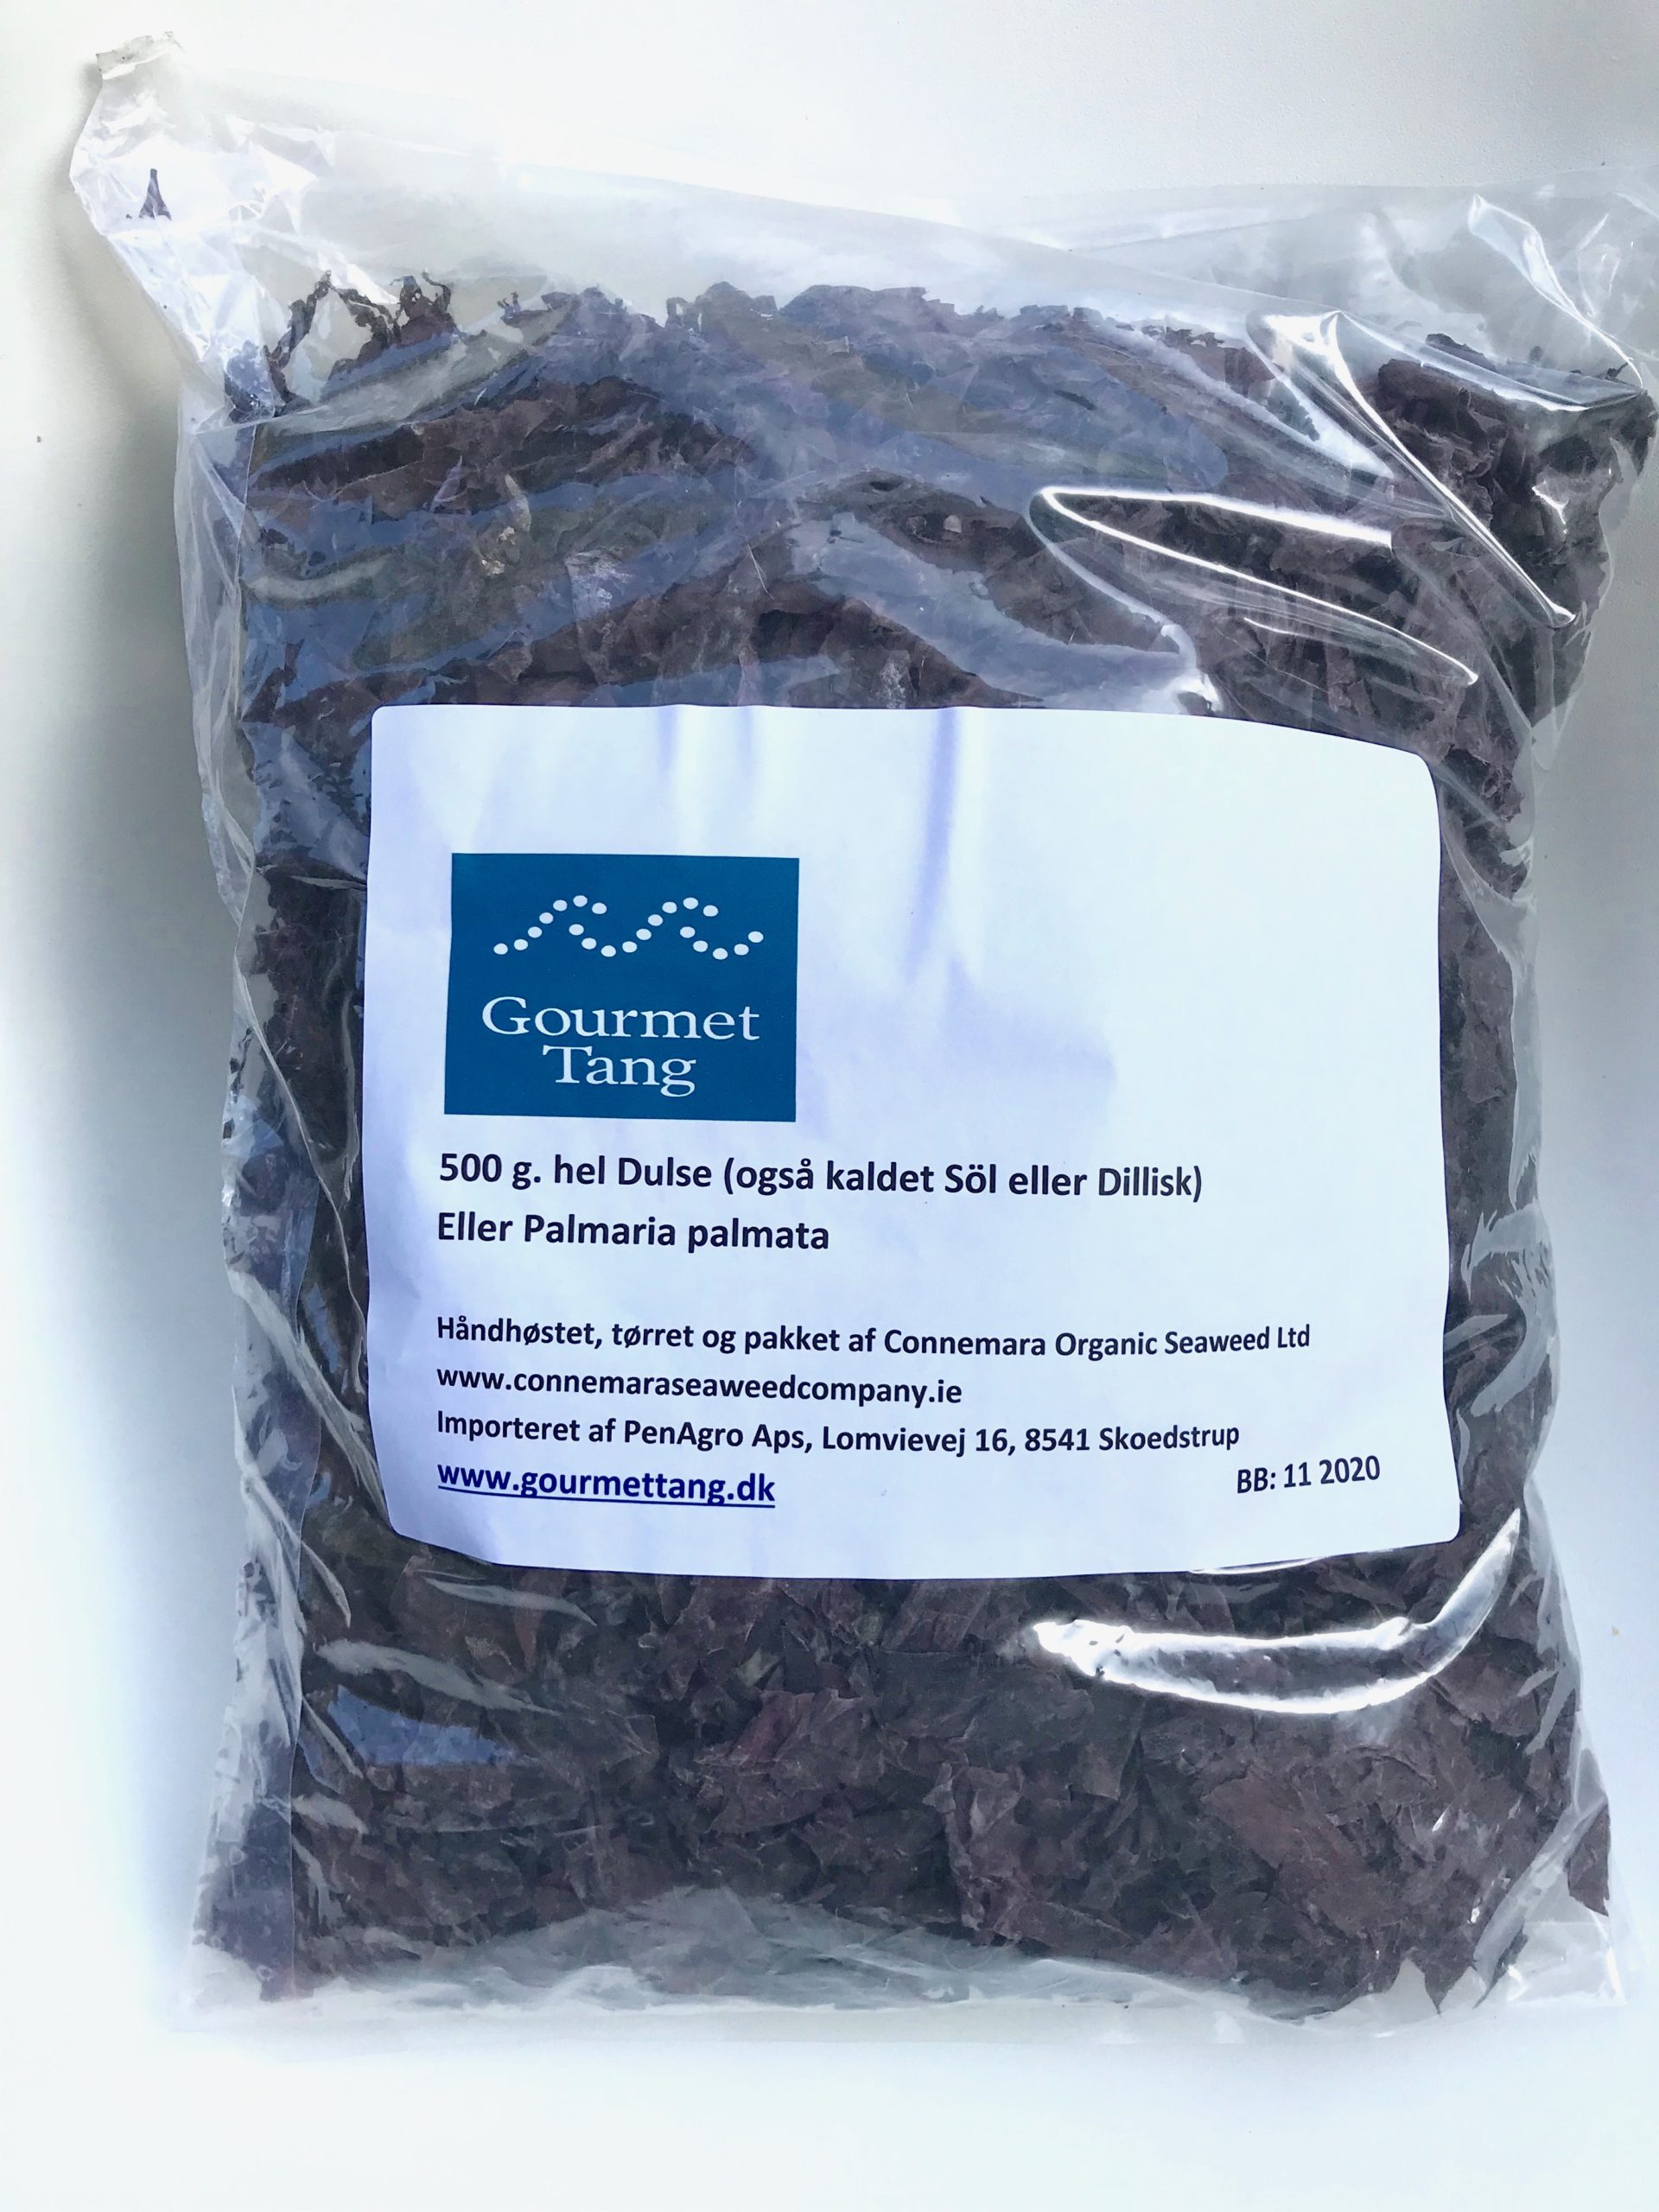 Gourmet
Tang
500 g. hel Dulse (også kaldet Söl eller Dillisk)
Eller Palmaria palmata
Håndhøstet, tørret og pakket af Connemara Organic Seaweed Ltd
www.connemaraseaweedcompany.ie
Importeret af PenAgro Aps, Lomvievej 16, 8541 Skoedstrup
www.gourmettang.dk
BB: 11 2020